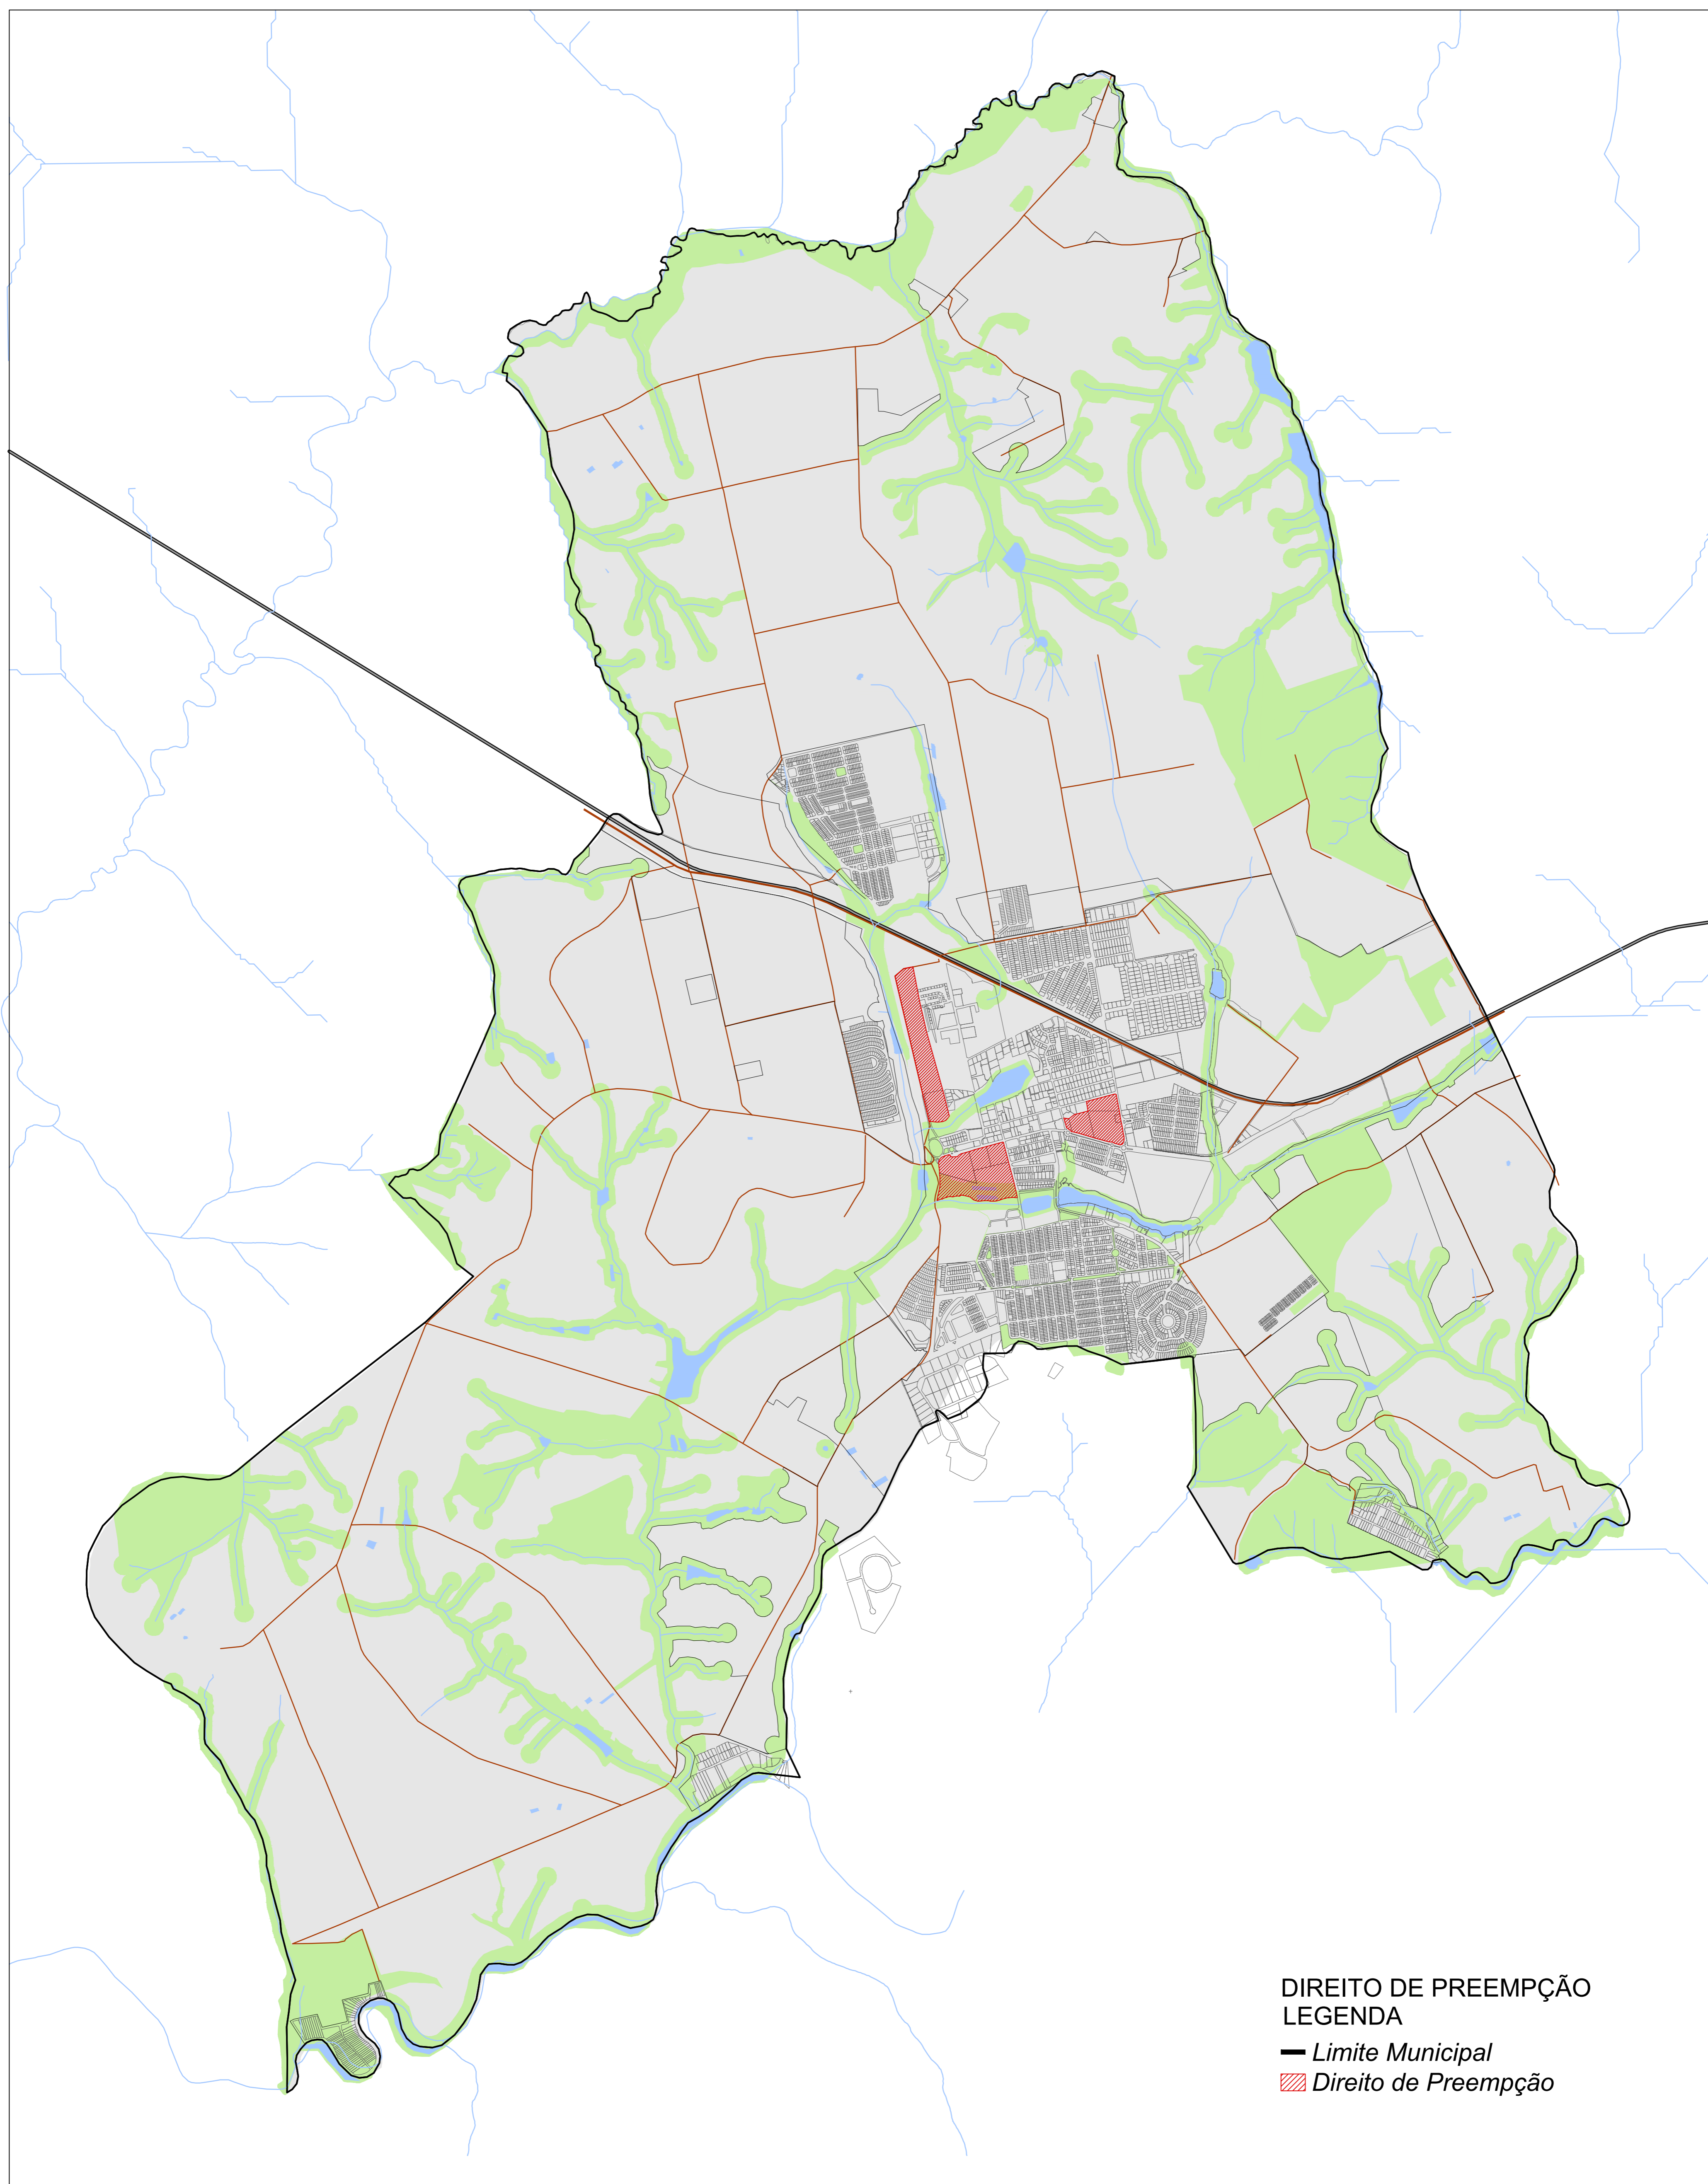 DIREITO DE PREEMPÇÃO
LEGENDA
Limite Municipal
Direito de Preempção